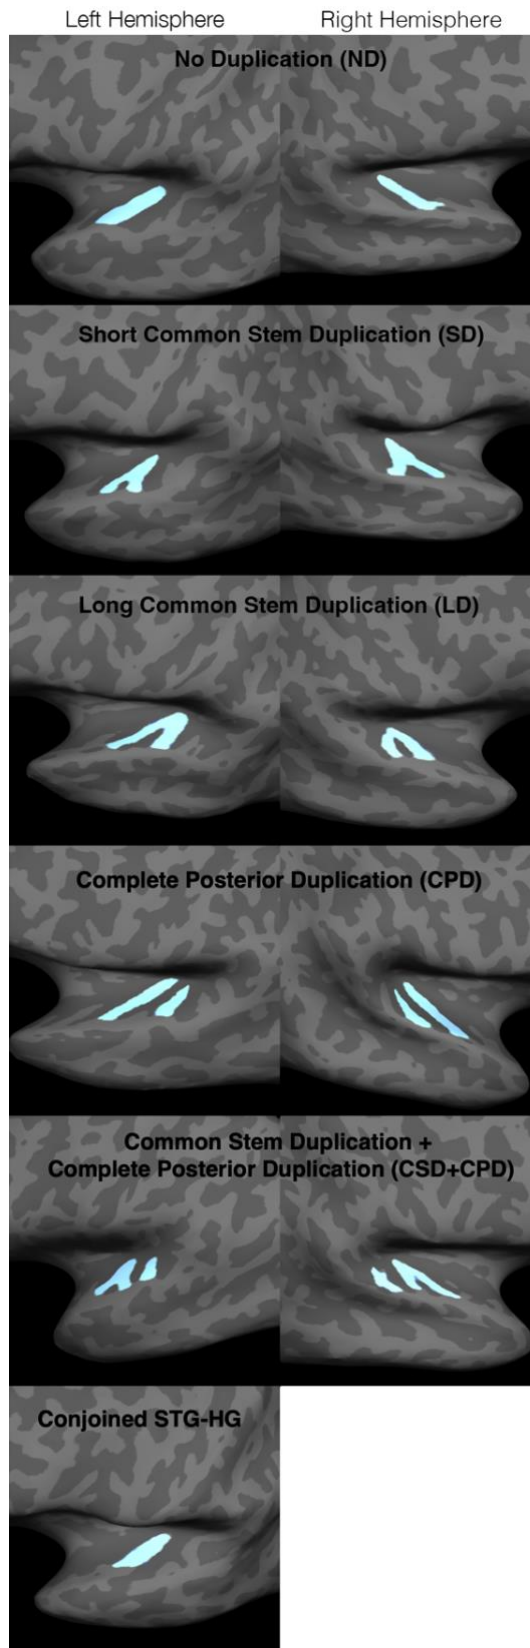 Left Hemisphere
Right Hemisphere
No Duplication (ND)
Short Common Stem Duplication (SD)
Long Common Stem Duplication (LD)
Complete Posterior Duplication (CPD)
Common Stem Duplication +
Complete Posterior Duplication (CSD+CPD)
Conjoined STG-HG